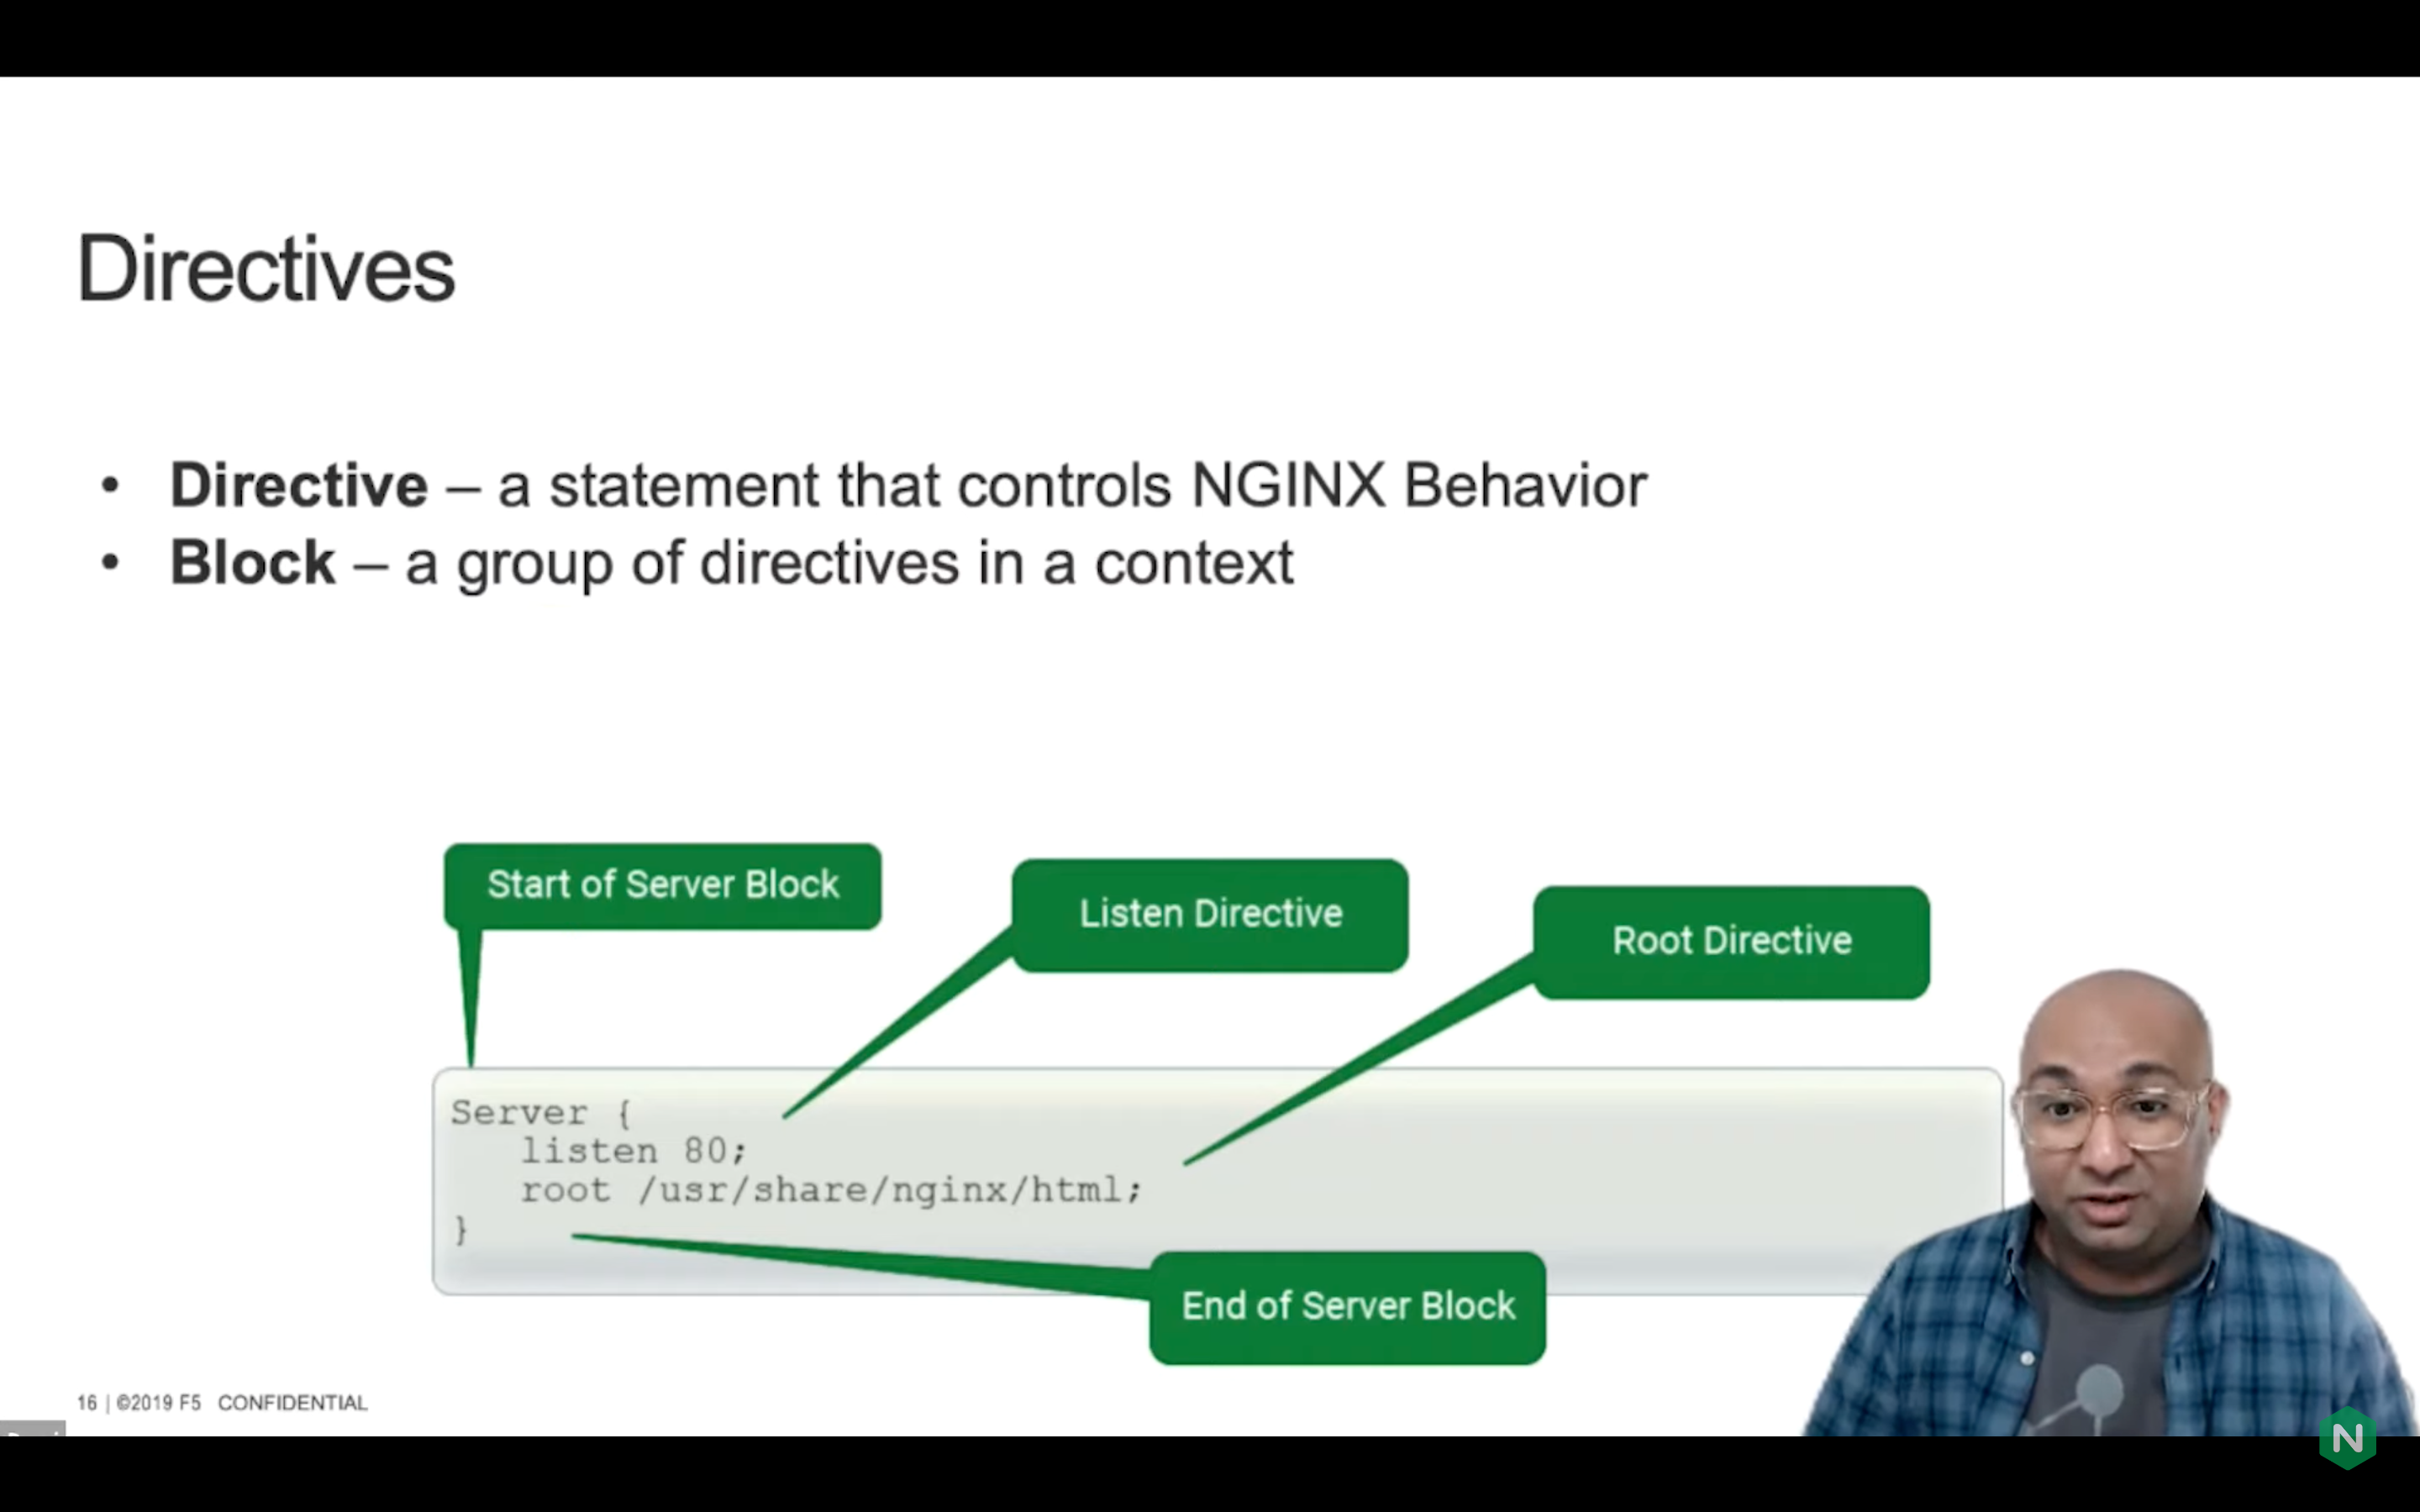 Directives
• Directive – a statement that controls NGINX Behavior
• Block – a group of directives in a context
Start of Server Block
Listen Directive
Root Directive
Server {
listen 80;
root /usr/share/nginx/html;
}
End of Server Block
16 | ©2019 F5 CONFIDENTIAL
N